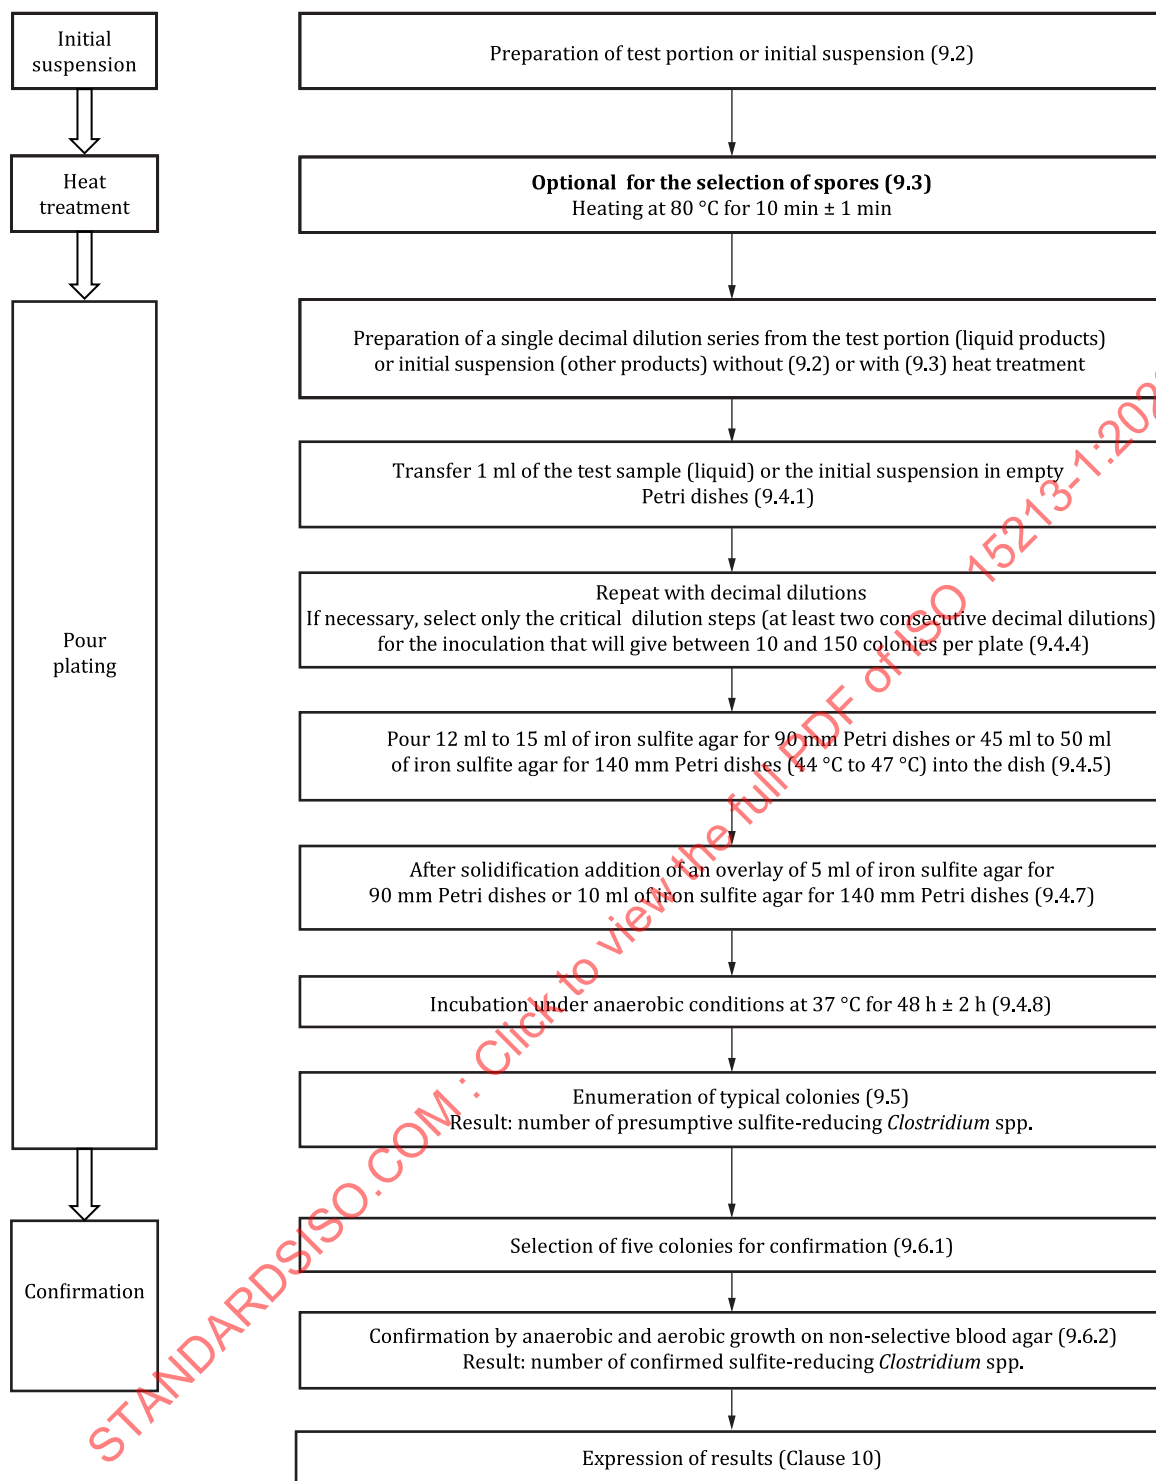 Initial
suspension
Preparation of test portion or initial suspension (9.2)
Heat
treatment
Optional for the selection of spores (9.3)
Heating at 80 °C for 10 min ± 1 min
Preparation of a single decimal dilution series from the test portion (liquid products)
or initial suspension (other products) without (9.2) or with (9.3) heat treatment
Transfer 1 ml of the test sample (liquid) or the initial suspension in empty
Petri dishes (9.4.1)
Repeat with decimal dilutions
If necessary, select only the critical dilution steps (at least two consecutive decimal dilutions)
for the inoculation that will give between 10 and 150 colonies per plate (9.4.4)
Pour
plating
Pour 12 ml to 15 ml of iron sulfite agar for 90 mm Petri dishes or 45 ml to 50 ml
of iron sulfite agar for 140 mm Petri dishes (44 °C to 47 °C) into the dish (9.4.5)
After solidification addition of an overlay of 5 ml of iron sulfite agar for
90 mm Petri dishes or 10 ml of iron sulfite agar for 140 mm Petri dishes (9.4.7)
Incubation under anaerobic conditions at 37 °C for 48 h ± 2 h (9.4.8)
Enumeration of typical colonies (9.5)
Result: number of presumptive sulfite-reducing Clostridium spp.
Selection of five colonies for confirmation (9.6.1)
Confirmation
Confirmation by anaerobic and aerobic growth on non-selective blood agar (9.6.2)
Result: number of confirmed sulfite-reducing Clostridium spp.
Expression of results (Clause 10)
STANDARDSISO.COM : Click to view the full PDF of ISO 15213-1:202